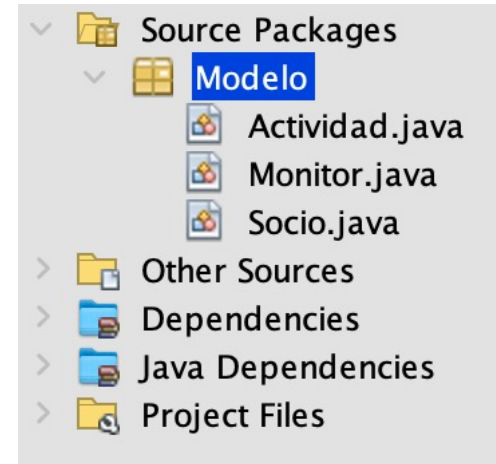 Source Packages
Modelo
Actividad.java
Monitor.java
Socio.java
Other Sources
Dependencies
Java Dependencies
Project Files